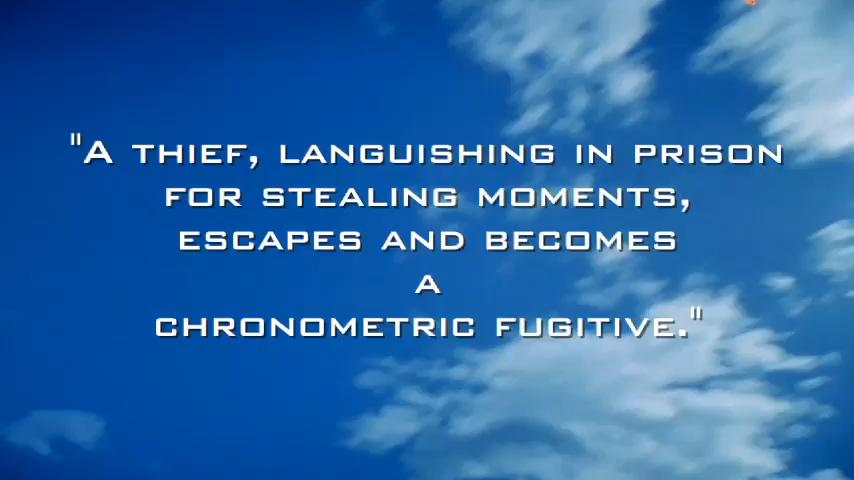 "A THIEF, LANGUISHING IN PRISON
FOR STEALING MOMENTS,
ESCAPES AND BECOMES
A
CHRONOMETRIC FUGITIVE."